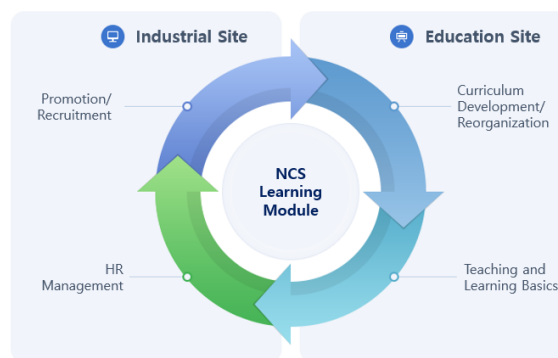 Industrial Site
Education Site
Promotion/
Recruitment
Curriculum
Development/
Reorganization
NCS
Learning
Module
HR
Management
Teaching and
Learning Basics